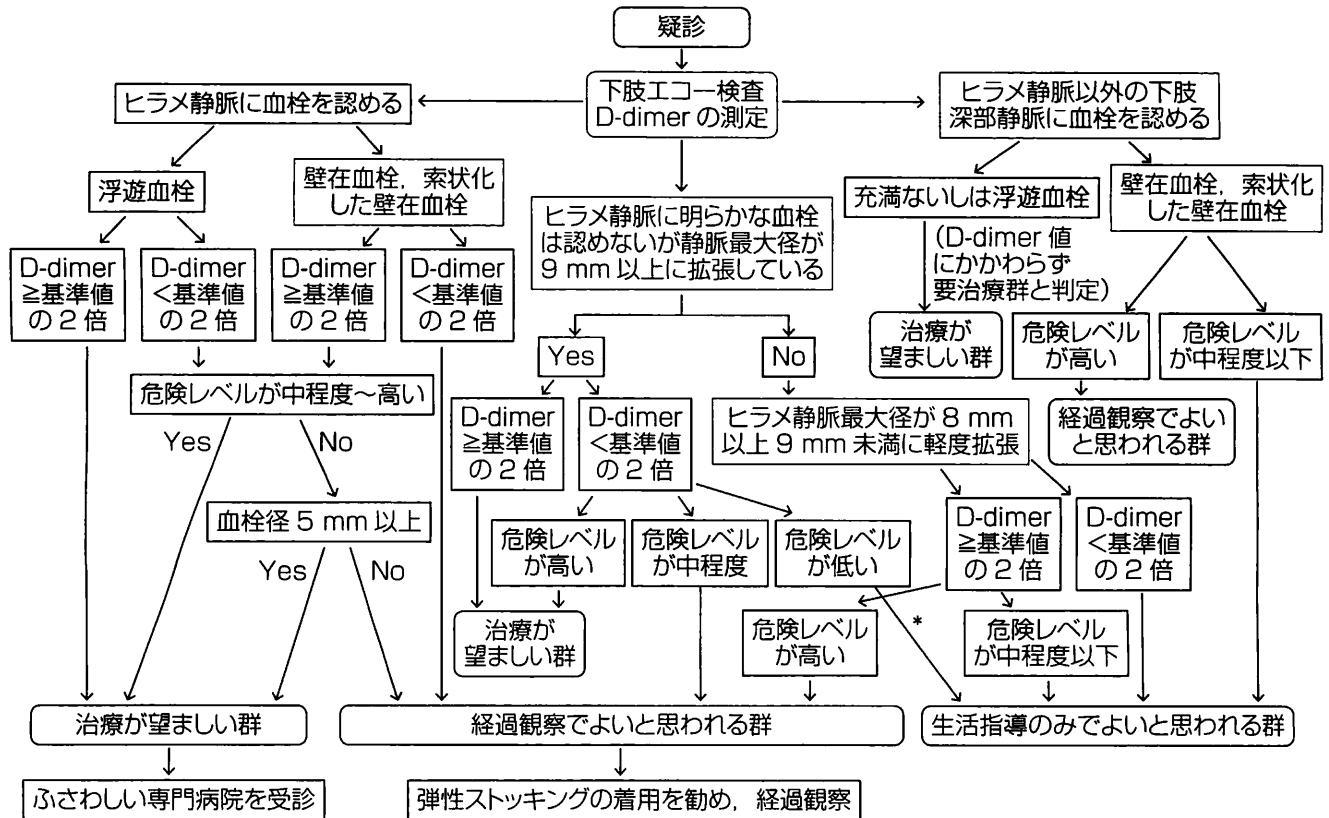 疑診
下肢エコー検査
D-dimer の測定
ヒラメ静脈に血栓を認める
浮遊血栓
壁在血栓，索状化
した壁在血栓
D-dimer
≧基準値
の 2 倍
D-dimer
＜基準値
の 2 倍
D-dimer
≧基準値
の 2 倍
D-dimer
＜基準値
の 2 倍
危険レベルが中程度～高い
Yes
No
血栓径 5 mm 以上
Yes
No
ヒラメ静脈に明らかな血栓
は認めないが静脈最大径が
9 mm 以上に拡張している
Yes
No
D-dimer
≧基準値
の 2 倍
D-dimer
＜基準値
の 2 倍
危険レベル
が高い
危険レベル
が中程度
危険レベル
が低い
治療が
望ましい群
ヒラメ静脈最大径が 8 mm
以上 9 mm 未満に軽度拡張
D-dimer
≧基準値
の 2 倍
D-dimer
＜基準値
の 2 倍
*
危険レベル
が高い
危険レベル
が中程度以下
ヒラメ静脈以外の下肢
深部静脈に血栓を認める
充満ないしは浮遊血栓
（D-dimer 値
にかかわらず
要治療群と判定）
治療が
望ましい群
壁在血栓，索状化
した壁在血栓
危険レベル
が高い
危険レベル
が中程度以下
経過観察でよい
と思われる群
治療が望ましい群
経過観察でよいと思われる群
生活指導のみでよいと思われる群
ふさわしい専門病院を受診
弾性ストッキングの着用を勧め，経過観察